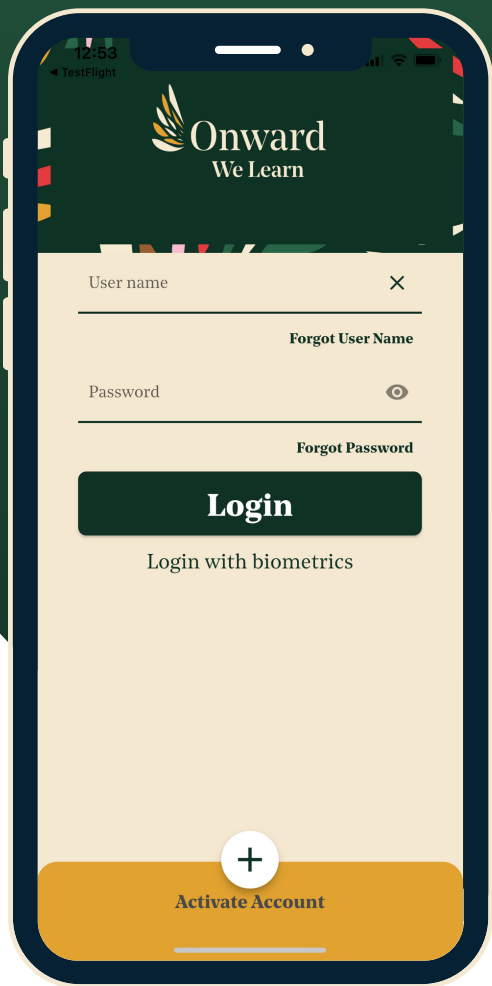 12:53
◀ TestFlight
Onward
We Learn
User name
Forgot User Name
Password
Forgot Password
Login
Login with biometrics
Activate Account